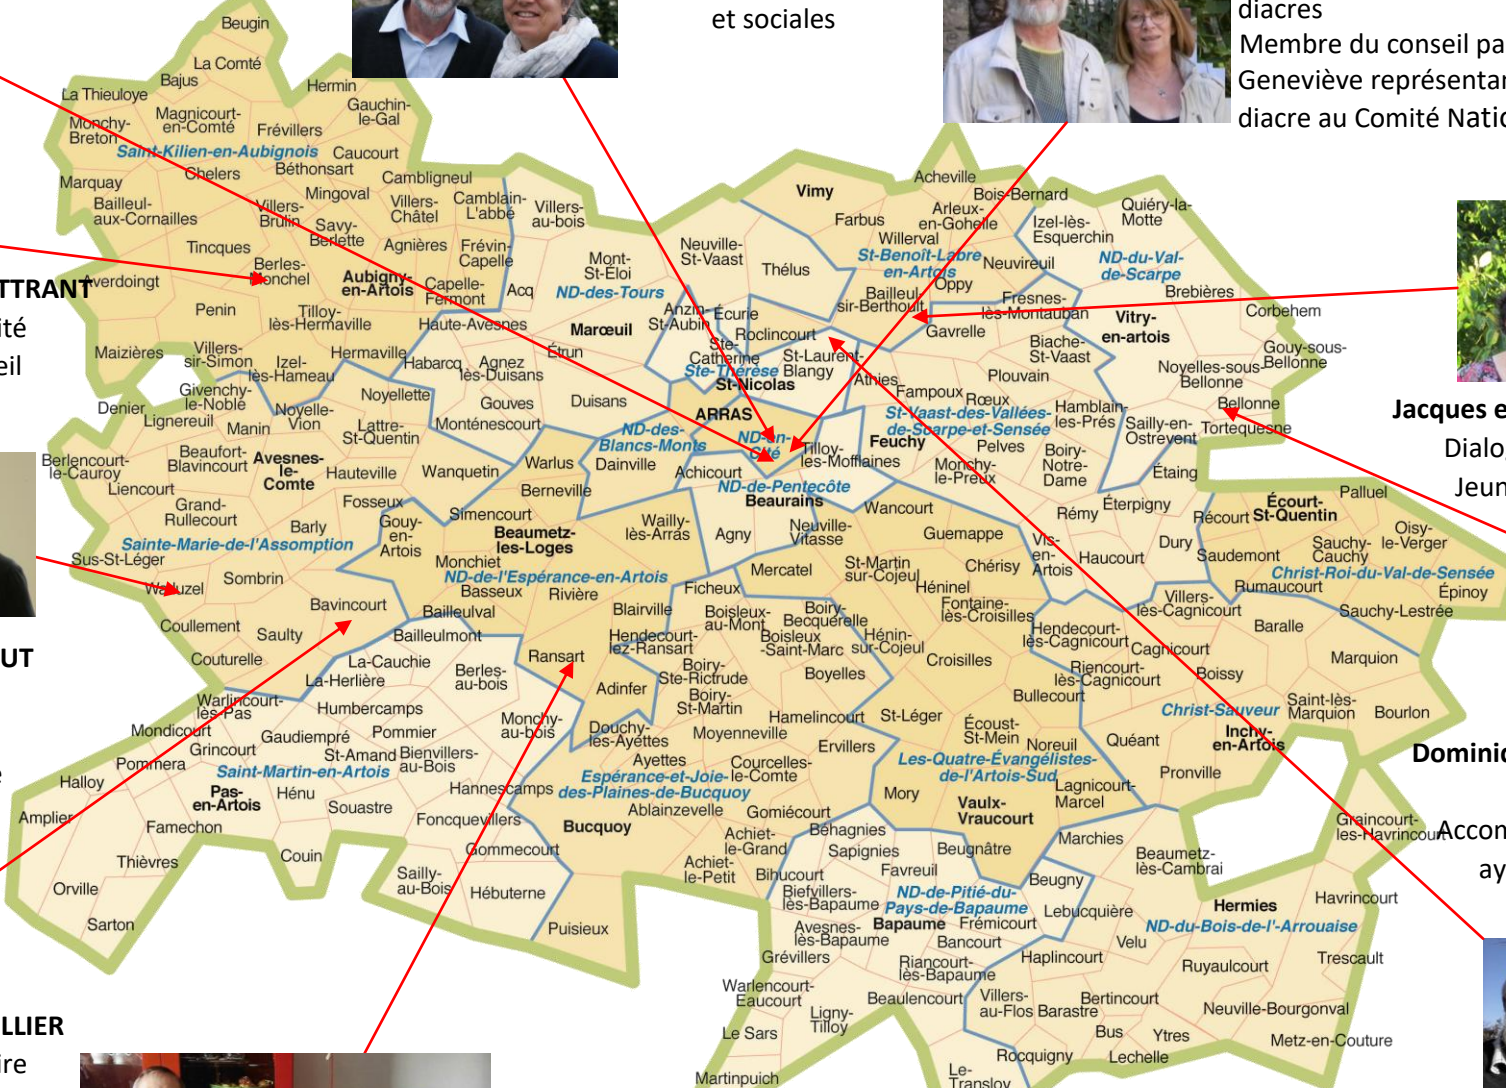 et sociales
diacres
Membre du conseil pa
Geneviève représentar
diacre au Comité Natio
TTRANT
ité
eil
UT
e
LLIER
ire
Jacques e
Dialo
Jeun
Dominic
Accom
ay
Beugin
La Comté
Bajus
La Thieuloye
Hermin
Gauchin-
le-Gal
Magnicourt-
en-Comté
Monchy-
Breton
Frévillers
Saint-Kilien-en-Aubignois
Caucourt
Béthonsart
Chelers
Cambligneul
Marquay
Mingoval
Bailleul-
aux-Cornailles
Villers-
Brulin
Villers-
Châtel
Camblain-
L'abbé
Savy-
Berlette
Tincques
Agnières
Frévin-
Capelle
Averdoingt
Berles-
Monchel
Aubigny-
en-Artois
Capelle-
Fermont
Penin
Tilloy-
lès-Hermaville
Haute-Avesnes
Maizières
Villers-
sir-Simon
Izel-
lès-Hameau
Hermaville
Villers-
au-bois
Mont-
St-Éloi
Neuville-
St-Vaast
Acq
ND-des-Tours
Marœuil
Étrun
Habarcq
Agnez
lès-Duisans
Duisans
Gouves
Monténescourt
Anzin-
St-Aubin
Écurie
Roclincourt
Thélus
Ste-
Catherine
Ste-Thérèse
St-Nicolas
St-Laurent-
Blangy
Vimy
Farbus
Acheville
Bois-Bernard
Arleux-
en-Gohelle
Willerval
St-Benoît-Labre
en-Artois
Neuvireuil
Bailleul-
sir-Berthoult
Oppy
Fresnes-
lès-Montauban
Gavrelle
Izel-lès-
Esquerchin
Quiéry-la-
Motte
ND-du-Val-
de-Scarpe
Brebières
Corbehem
Vitry-
en-artois
Gouy-sous-
Bellonne
Noyelles-sous-
Bellonne
Bellonne
Tortequesne
Biache-
St-Vaast
Plouvain
Athies
Fampoux
Rœux
Hamblain-
les-Prés
Sailly-en-
Ostrevent
St-Vaast-des-Vallées-
de-Scarpe-et-Sensée
Feuchy
Pelves
Boiry-
Notre-
Dame
Étaing
Monchy-
le-Preux
Éterpigny
Rémy
Vis-
en-
Artois
Haucourt
Dury
Givenchy-
le-Noble
Denier
Lignereuil
Manin
Noyelle-
Vion
Noyellette
Lattre-
St-Quentin
Beaufort-
Blavincourt
Avesnes-
le-
Comte
Hauteville
Berlencourt-
le-Cauroy
Liencourt
Wanquetin
Fosseux
Grand-
Rullecourt
Barly
Gouy-
en-
Artois
Sainte-Marie-de-l'Assomption
Sus-St-Léger
Sombrin
Warluzel
Bavincourt
Coullement
Saulty
Couturelle
ARRAS
ND-des-
Blancs-Monts
ND-en-
Cité
Dainville
Achicourt
Tilloy-
les-Mofflaines
ND-de-Pentecôte
Beaurains
Agny
Neuville-
Vitasse
Mercatel
Warlus
Berneville
Simencourt
Beaumetz-
les-Loges
Wailly-
lès-Arras
Monchiet
ND-de-l'Espérance-en-Artois
Basseux
Rivière
Ficheux
Bailleulval
Blairville
Bailleulmont
Ransart
Hendecourt-
lez-Ransart
Adinfer
Wancourt
Guemappe
St-Martin
sur-Cojeul
Chérisy
Héninel
Fontaine-
lès-Croisilles
Hénin-
sur-Cojeul
Croisilles
Bullecourt
St-Léger
Écoust-
St-Mein
Noreuil
Les-Quatre-Évangélistes-
de-l'Artois-Sud
Lagnicourt-
Marcel
Mory
Vaulx-
Vraucourt
Beugnâtre
Écourt-
St-Quentin
Palluel
Récourt
Oisy-
le-Verger
Sauchy-
Cauchy
Saudemont
Christ-Roi-du-Val-de-Sensée
Rumaucourt
Épinoy
Sauchy-Lestrée
Villers-
lès-Cagnicourt
Baralle
Hendecourt-
lès-Cagnicourt
Cagnicourt
Marquion
Riencourt-
lès-Cagnicourt
Boissy
Saint-lès-
Marquion
Bourlon
Christ-Sauveur
Inchy-
en-Artois
Quéant
Pronville
La-Cauchie
La-Herlière
Berles-
au-bois
Warlincourt-
lès-Pas
Humbercamps
Monchy-
au-bois
Mondicourt
Gaudiempré
Pommier
Grincourt
St-Amand
Bienvillers-
au-Bois
Pommera
Saint-Martin-en-Artois
Halloy
Pas-
en-Artois
Hénu
Hannescamps
Souastre
Amplier
Famechon
Foncquevillers
Gommecourt
Thièvres
Couin
Sailly-
au-Bois
Hébuterne
Orville
Sarton
Boisleux-
au-Mont
Boiry-
Becquerelle
Boisleux
-Saint-Marc
Boiry-
Ste-Rictrude
Boyelles
Boiry-
St-Martin
Hamelincourt
Douchy-
lès-Ayettes
Moyenneville
Ervillers
Ayettes
Courcelles-
le-Comte
Espérance-et-Joie-
des-Plaines-de-Bucquoy
Ablainzevelle
Gomiécourt
Bucquoy
Achiet-
le-Grand
Achiet-
le-Petit
Puisieux
Béhagnies
Sapignies
Bihucourt
Favreuil
Biefvillers-
lès-Bapaume
ND-de-Pitié-du-
Pays-de-Bapaume
Avesnes-
lès-Bapaume
Bapaume
Frémicourt
Grévillers
Bancourt
Riancourt-
lès-Bapaume
Warlencourt-
Eaucourt
Beaulencourt
Ligny-
Tilloy
Le Sars
Martinpuich
Marchies
Beaumetz-
lès-Cambrai
Graincourt-
les-Havrincourt
Beugny
Lebucquière
Hermies
Havrincourt
ND-du-Bois-de-l'-Arrouaise
Velu
Haplincourt
Ruyaulcourt
Trescault
Villers-
au-Flos
Bertincourt
Barastre
Neuville-Bourgonval
Bus
Ytres
Metz-en-Couture
Rocquigny
Lechelle
Le-
Transloy